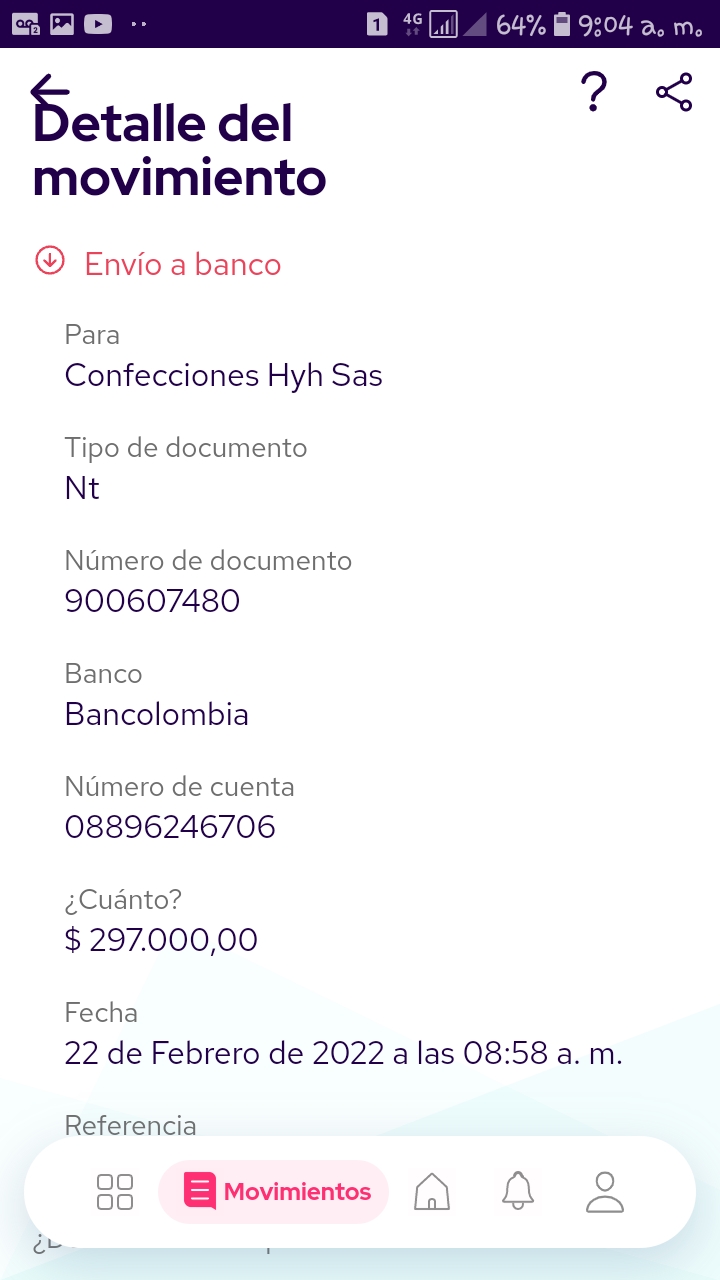 1 4G 64% 9:04 a. m.
Detalle del
movimiento
Envío a banco
Para
Confecciones Hyh Sas
Tipo de documento
Nt
Número de documento
900607480
Banco
Bancolombia
Número de cuenta
08896246706
¿Cuánto?
$ 297.000,00
Fecha
22 de Febrero de 2022 a las 08:58 a. m.
Referencia
Movimientos